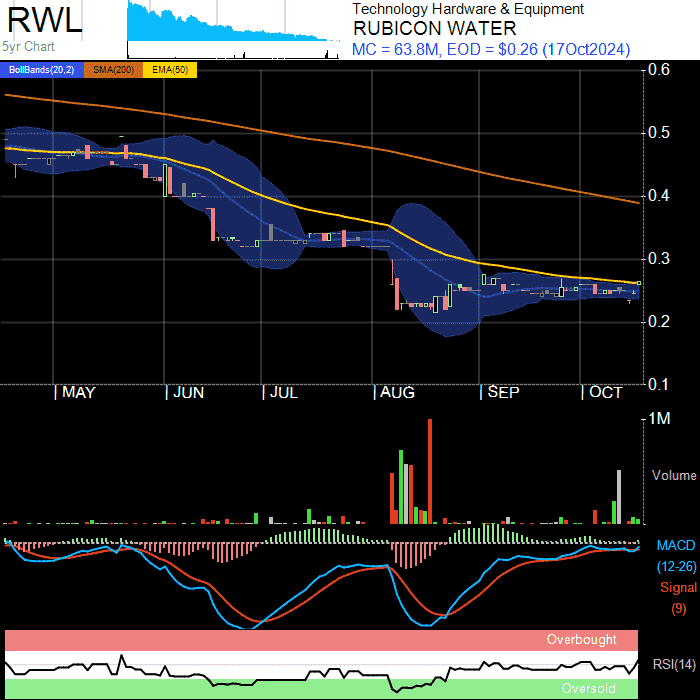 RWL
5yr Chart
Technology Hardware & Equipment
RUBICON WATER
MC = 63.8M, EOD = $0.26 (17Oct2024)
BollBands(20,2) SMA(200) EMA(50)
0.6
0.5
0.4
0.3
0.2
0.1
MAY JUN JUL AUG SEP OCT
1M
Volume
MACD
(12-26)
Signal
(9)
Overbought
RSI(14)
Oversold